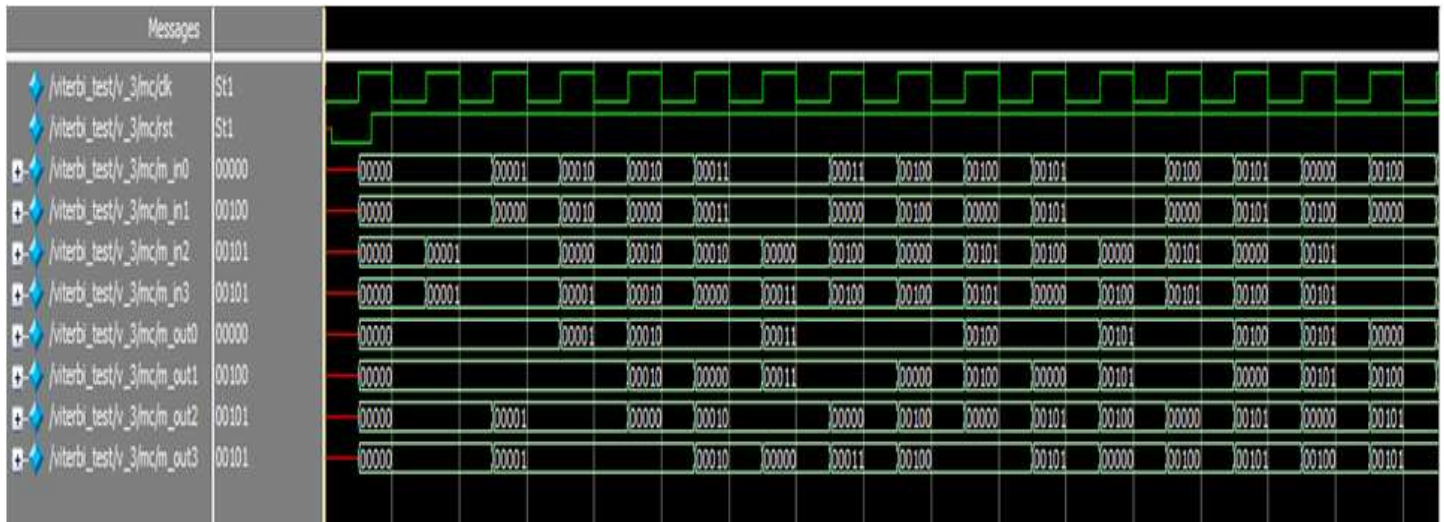 Messages
/viterbi_test/v_3/mc/clk St1
/viterbi_test/v_3/mc/rst St1
/viterbi_test/v_3/mc/m_in0 00000 00000 00001 00010 00010 00011 00011 00100 00100 00101 00100 00101 00000 00100
/viterbi_test/v_3/mc/m_in1 00100 00000 00000 00010 00000 00011 00000 00100 00000 00101 00000 00101 00100 00000
/viterbi_test/v_3/mc/m_in2 00101 00000 00001 00000 00010 00010 00000 00100 00000 00101 00100 00000 00101 00000 00101
/viterbi_test/v_3/mc/m_in3 00101 00000 00001 00001 00010 00000 00011 00100 00100 00101 00000 00100 00101 00100 00101
/viterbi_test/v_3/mc/m_out0 00000 00000 00001 00010 00011 00100 00101 00100 00101 00000
/viterbi_test/v_3/mc/m_out1 00100 00000 00010 00000 00011 00000 00100 00000 00101 00000 00101 00100
/viterbi_test/v_3/mc/m_out2 00101 00000 00001 00000 00010 00000 00100 00000 00101 00100 00000 00101 00000 00101
/viterbi_test/v_3/mc/m_out3 00101 00000 00001 00010 00000 00011 00100 00101 00000 00100 00101 00100 00101